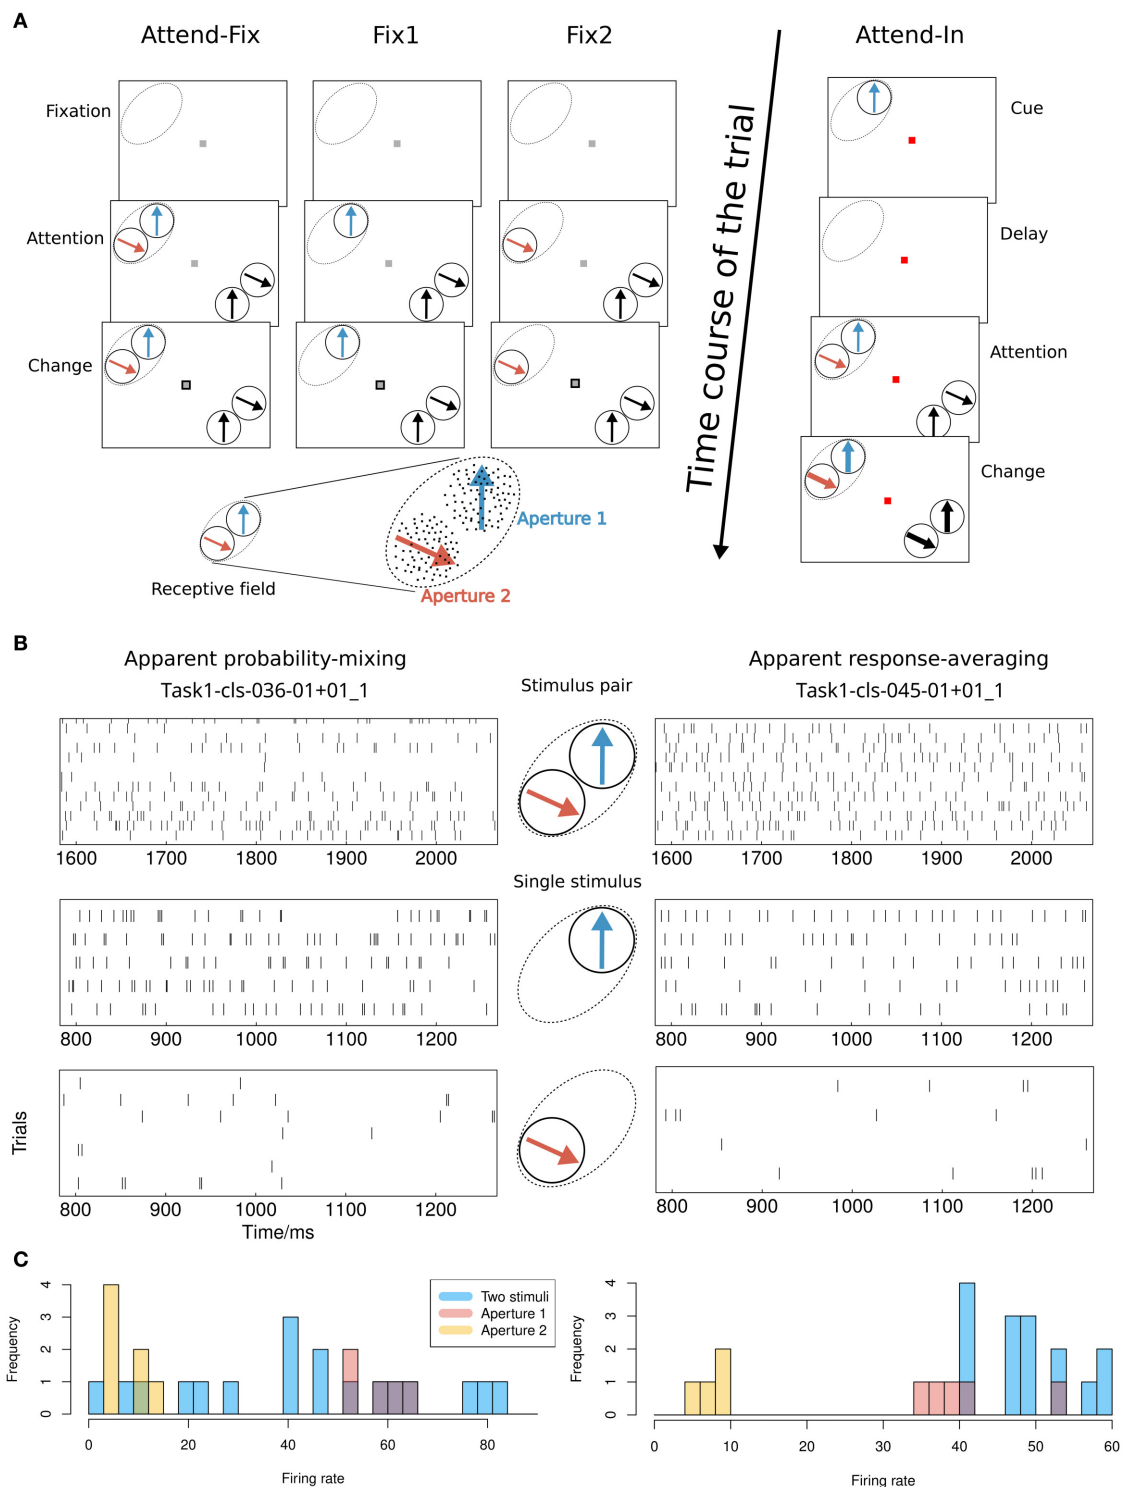 A
Attend-Fix
Fix1
Fix2
Attend-In
Fixation
Attention
Change
Time course of the trial
Cue
Delay
Attention
Change
Aperture 1
Aperture 2
Receptive field
B
Apparent probability-mixing
Task1-cls-036-01+01_1
Stimulus pair
Apparent response-averaging
Task1-cls-045-01+01_1
1600 1700 1800 1900 2000
1600 1700 1800 1900 2000
Single stimulus
800 900 1000 1100 1200
800 900 1000 1100 1200
Trials
800 900 1000 1100 1200
Time/ms
800 900 1000 1100 1200
C
Frequency
0 1 2 3 4
Two stimuli
Aperture 1
Aperture 2
0 20 40 60 80
Firing rate
Frequency
0 1 2 3 4
0 10 20 30 40 50 60
Firing rate